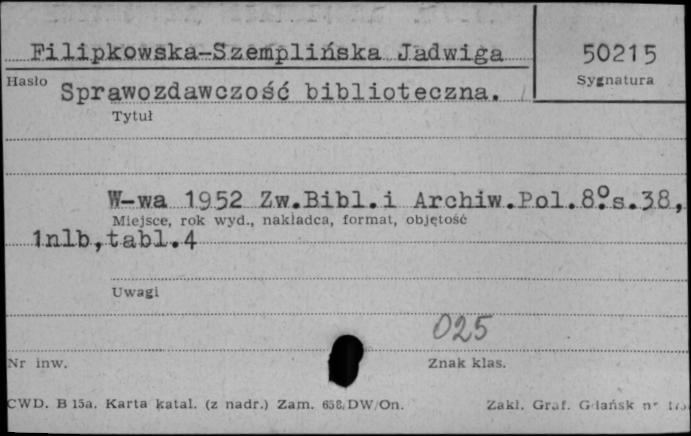 Filipkowska-Szemplińska Jadwiga
50215
Hasło
Sygnatura
Sprawozdawczość biblioteczna.
Tytuł
W-wa 1952 Zw.Bibl.i Archiw.Pol.8°.s.38,
Miejsce, rok wyd., nakładca, format, objętość
1nlb,tabl.4
Uwagi
025
Nr inw.
Znak klas.
CWD. B 15a. Karta katal. (z nadr.) Zam. 658/DW/On.
Zakł. Graf. Gdańsk